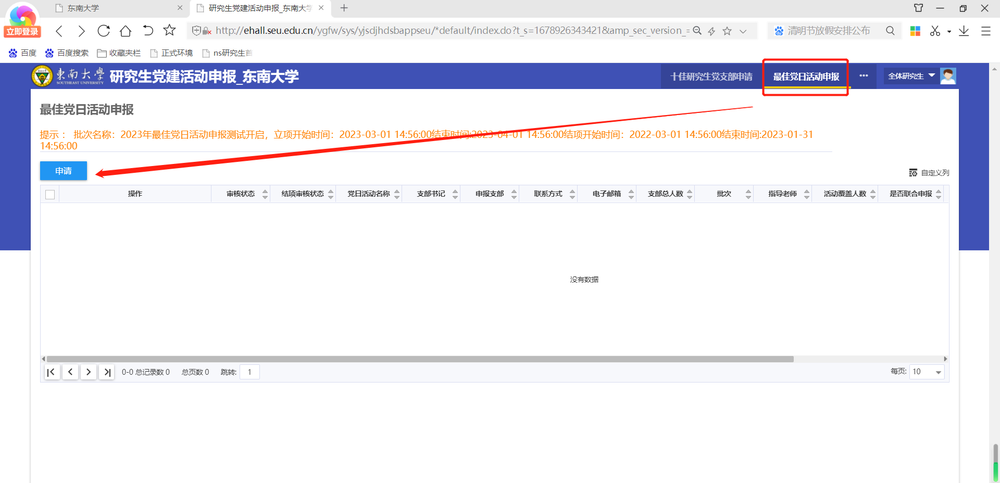 东南大学
研究生党建活动申报_东南大学
立即登录
http://ehall.seu.edu.cn/ygfw/sys/yjsdjhdsbappseu/*default/index.do?t_s=1678926343421&amp_sec_version_=
清明节放假安排公布
百度
百度搜索
收藏夹栏
正式环境
ns研究生首
東南大學
SOUTHEAST UNIVERSITY
研究生党建活动申报_东南大学
十佳研究生党支部申请
最佳党日活动申报
···
全体研究生
最佳党日活动申报
提示 ： 批次名称：2023年最佳党日活动申报测试开启，立项开始时间：2023-03-01 14:56:00结束时间:2023-04-01 14:56:00结项开始时间：2022-03-01 14:56:00结束时间:2023-01-31
14:56:00
申请
自定义列
操作 审核状态 结项审核状态 党日活动名称 支部书记 申报支部 联系方式 电子邮箱 支部总人数 批次 指导老师 活动覆盖人数 是否联合申报
没有数据
0-0 总记录数 0 总页数 0 跳转: 1
每页: 10